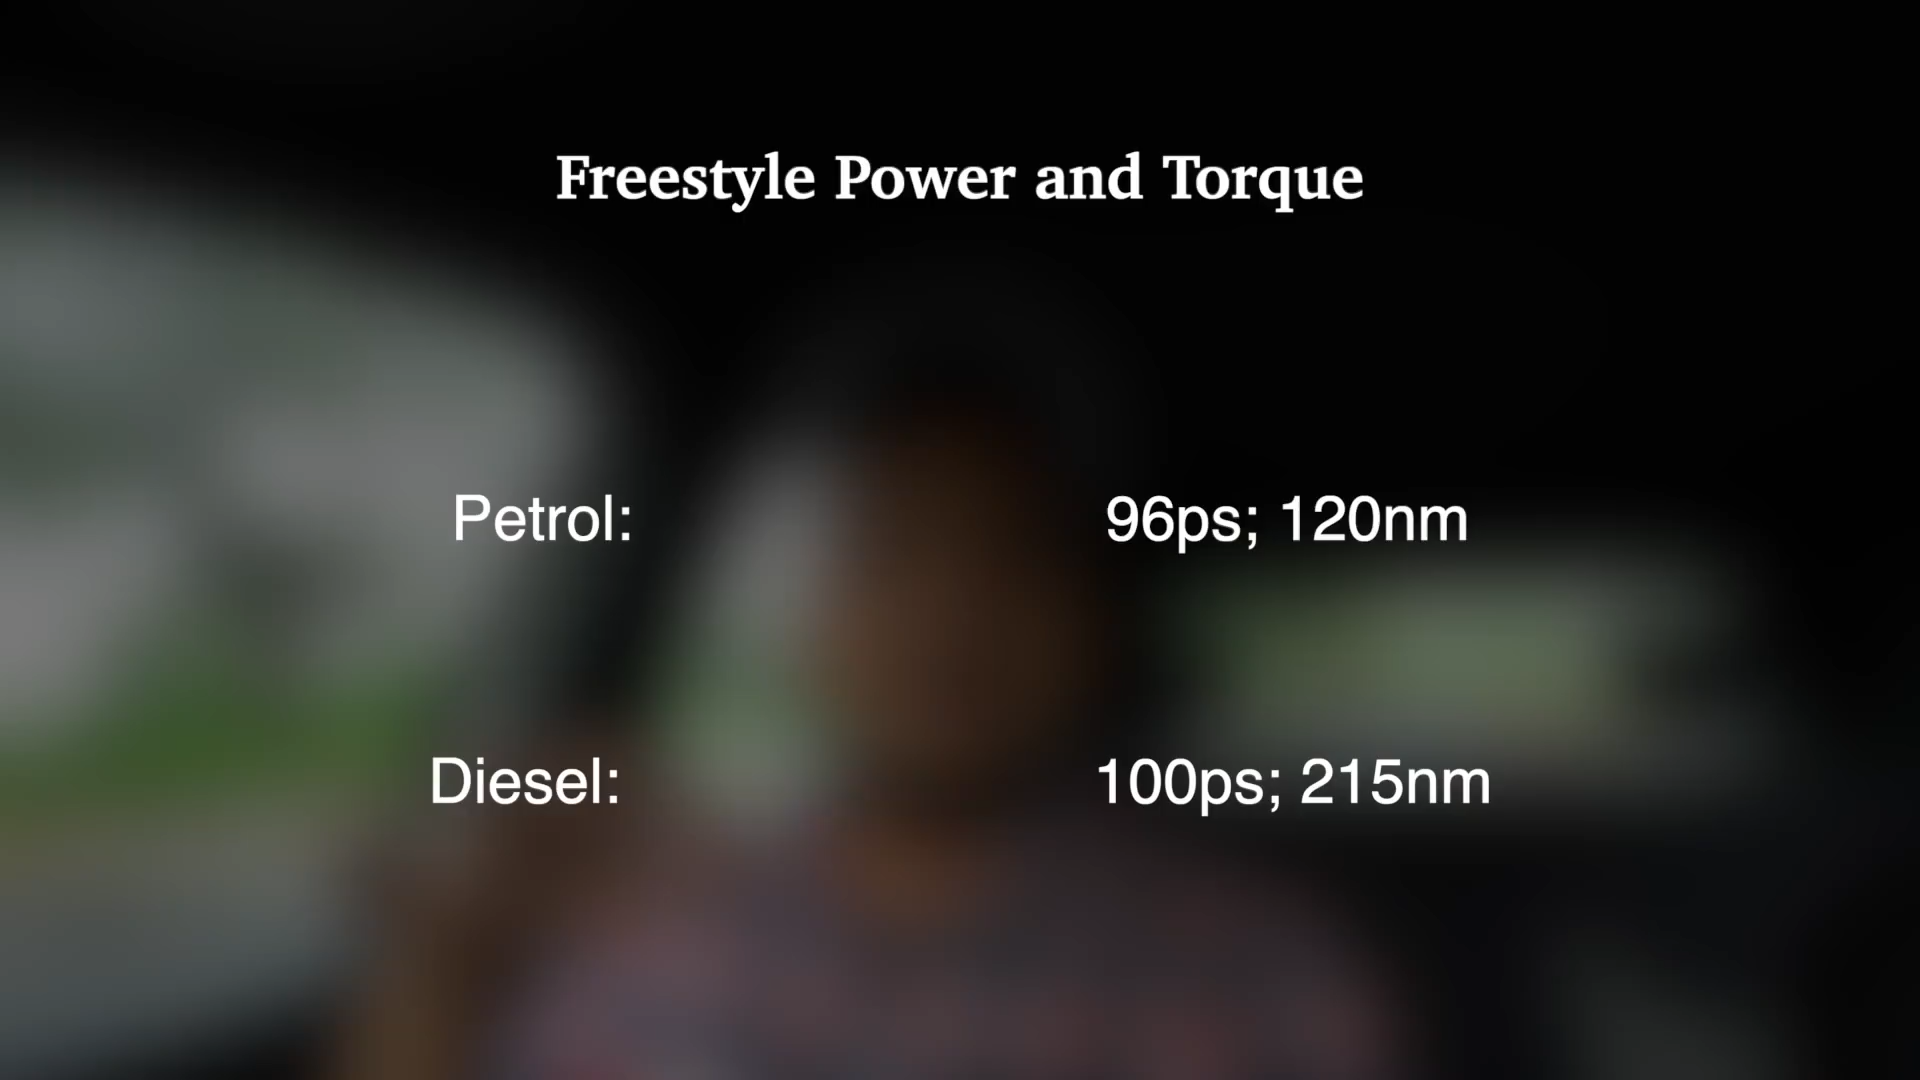 Freestyle Power and Torque
Petrol: 96ps; 120nm
Diesel: 100ps; 215nm